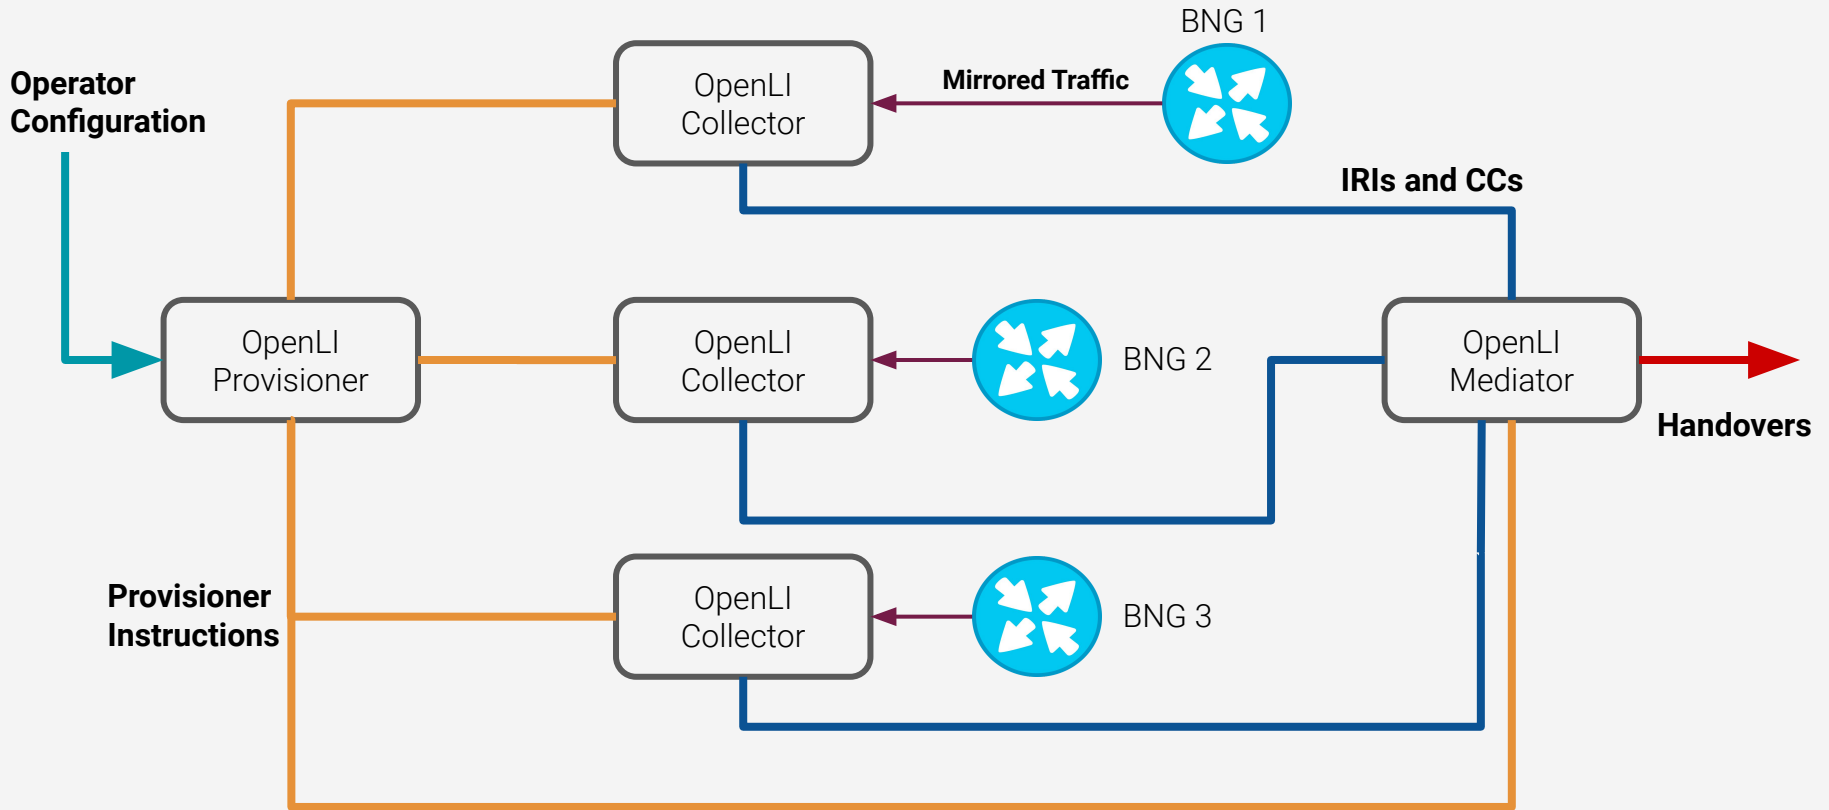 BNG 1
Operator
Configuration
OpenLI
Collector
Mirrored Traffic
IRIs and CCs
OpenLI
Provisioner
OpenLI
Collector
BNG 2
OpenLI
Mediator
Handovers
Provisioner
Instructions
OpenLI
Collector
BNG 3